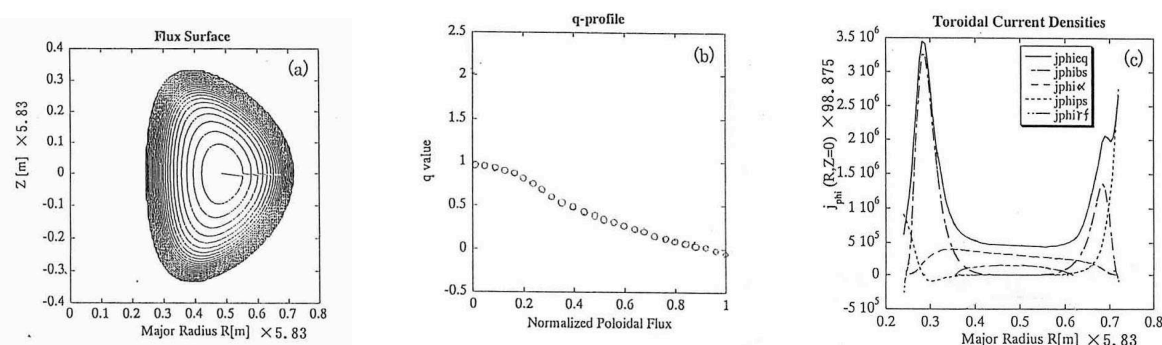 Flux Surface
(a)
0.4
0.3
0.2
0.1
0
-0.1
-0.2
-0.3
-0.4
Z [m] ×5.83
0 0.1 0.2 0.3 0.4 0.5 0.6 0.7 0.8
Major Radius R[m] ×5.83
q-profile
(b)
2.5
2
1.5
1
0.5
0
-0.5
q value
0 0.2 0.4 0.6 0.8 1
Normalized Poloidal Flux
Toroidal Current Densities
(c)
3.5 10⁶
3 10⁶
2.5 10⁶
2 10⁶
1.5 10⁶
1 10⁶
5 10⁵
0
-5 10⁵
j_phi (R,Z=0) ×98.875
jphieq
jphibs
jphiα
jphips
jphirf
0.2 0.3 0.4 0.5 0.6 0.7 0.8
Major Radius R[m] ×5.83